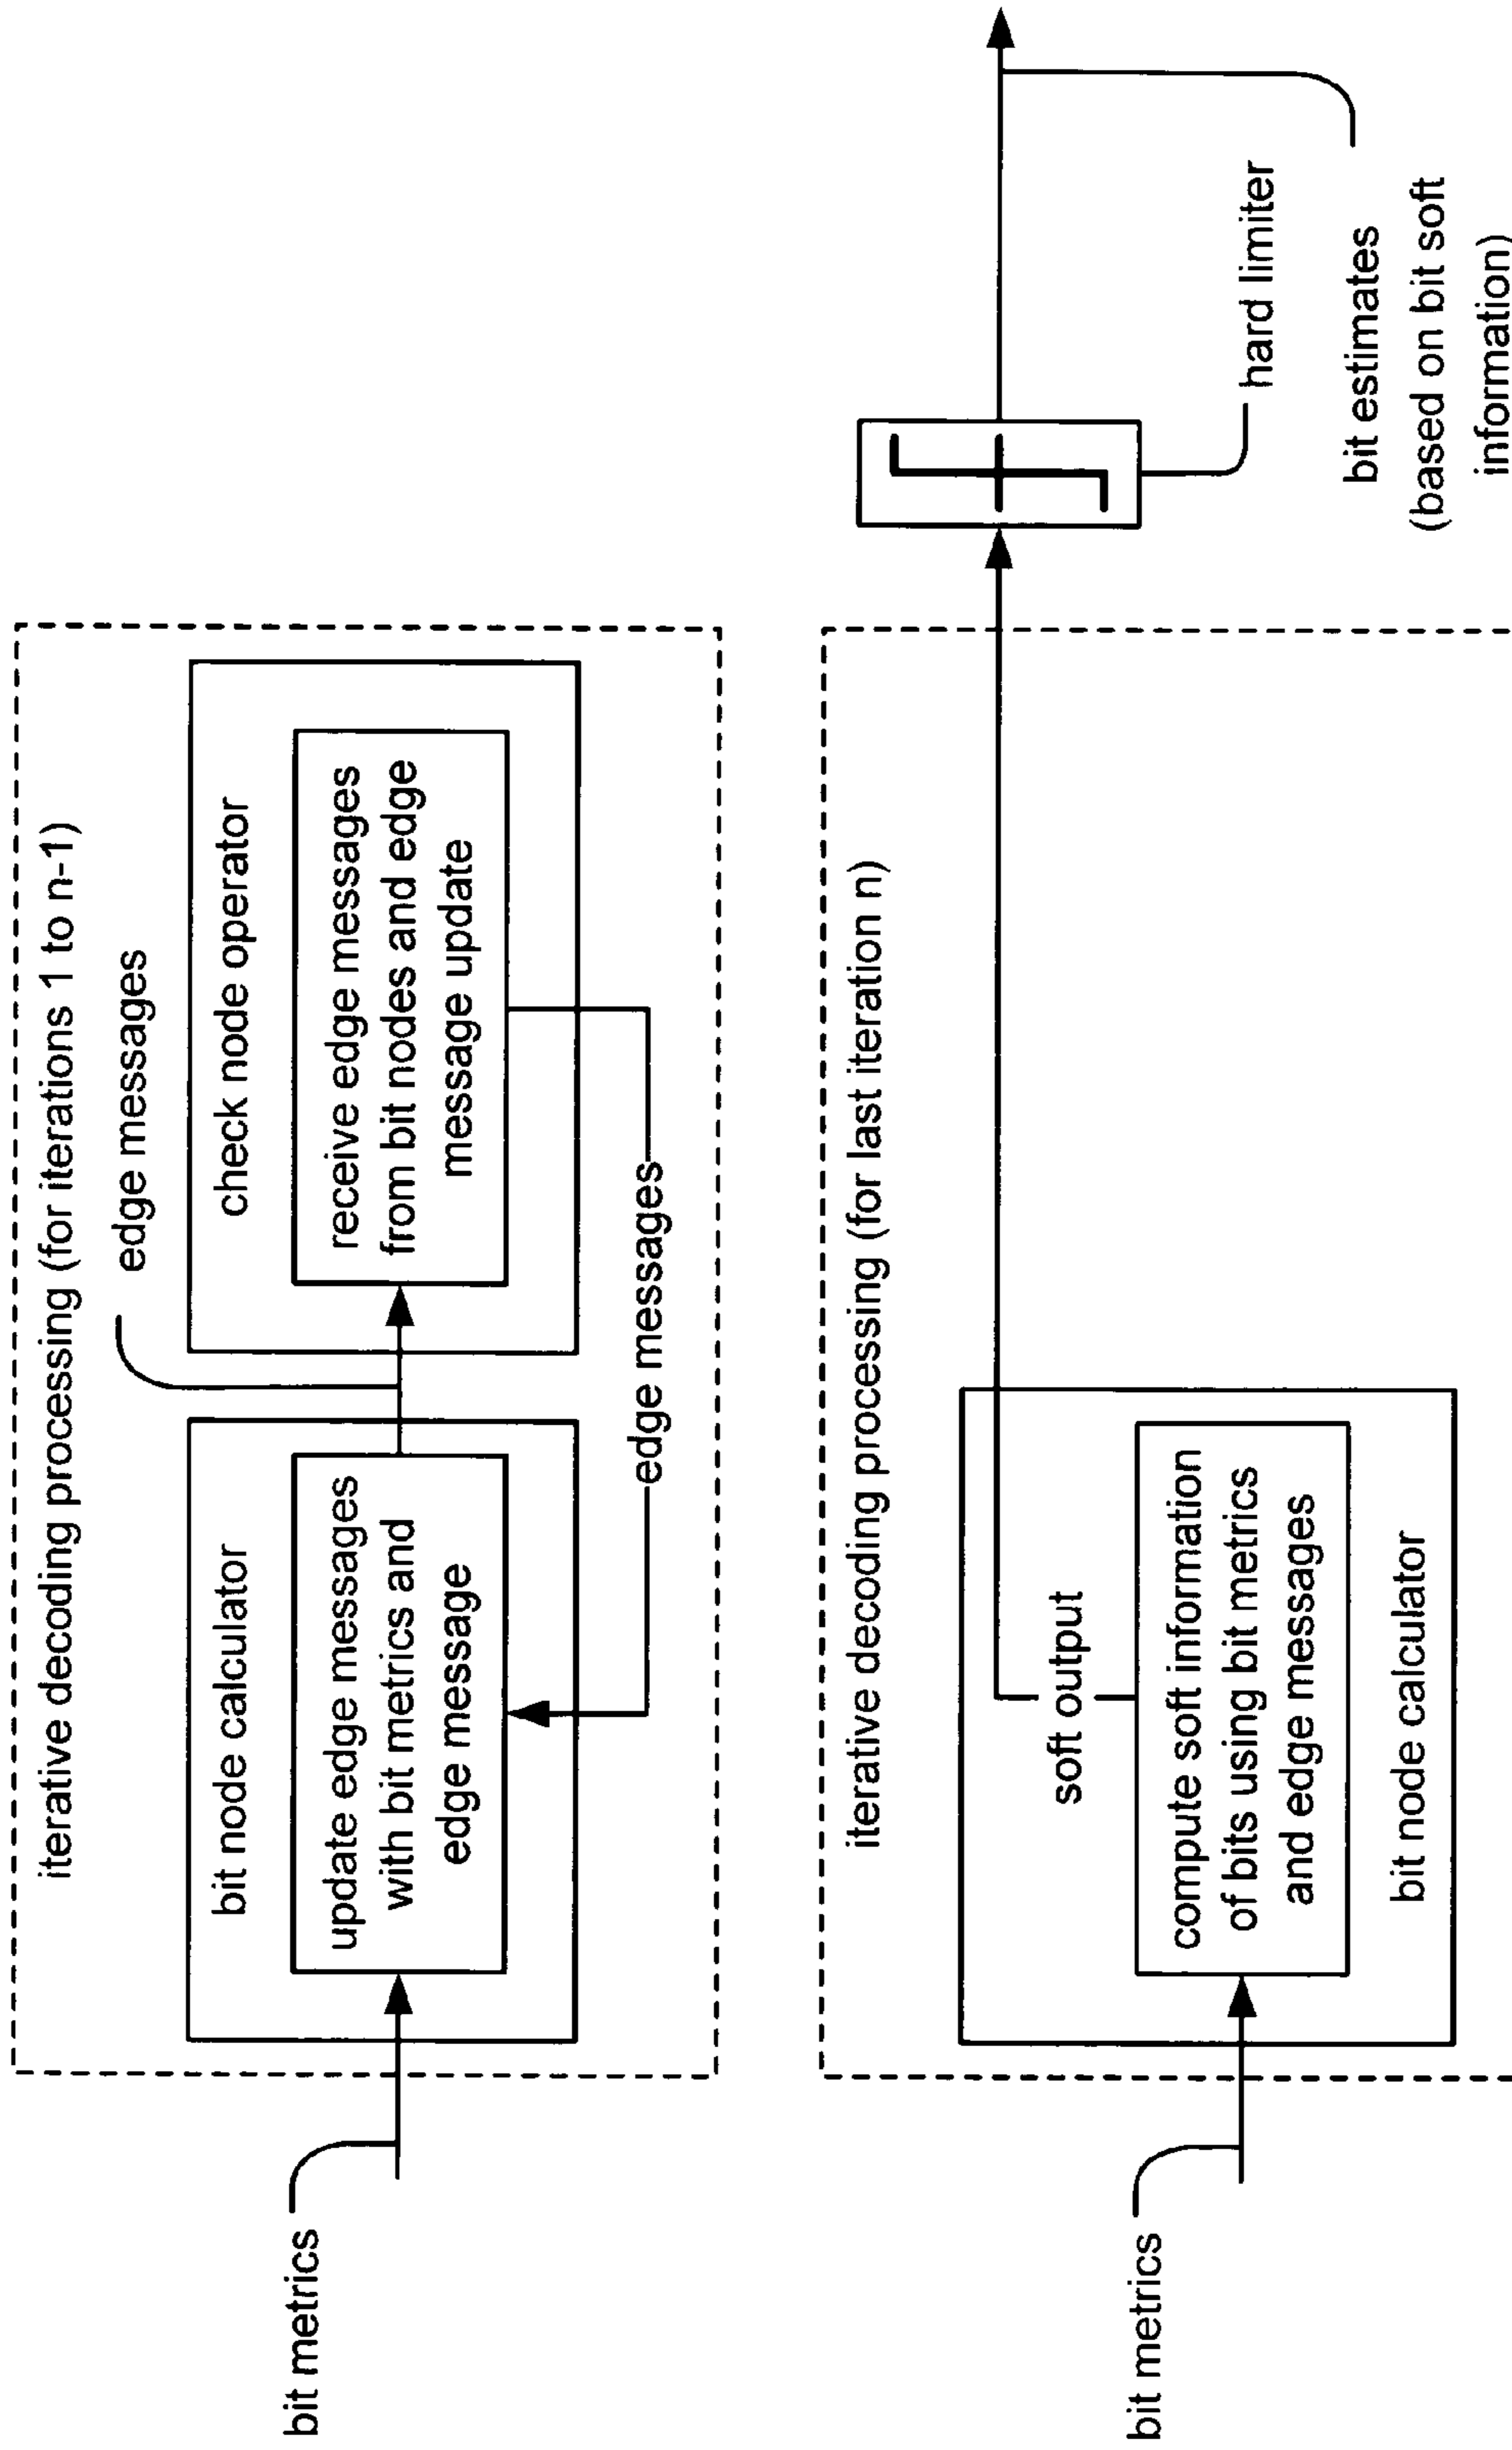 iterative decoding processing (for iterations 1 to n-1)
edge messages
bit metrics
bit node calculator
update edge messages
with bit metrics and
edge message
check node operator
receive edge messages
from bit nodes and edge
message update
edge messages
iterative decoding processing (for last iteration n)
bit metrics
soft output
compute soft information
of bits using bit metrics
and edge messages
bit node calculator
hard limiter
bit estimates
(based on bit soft
information)